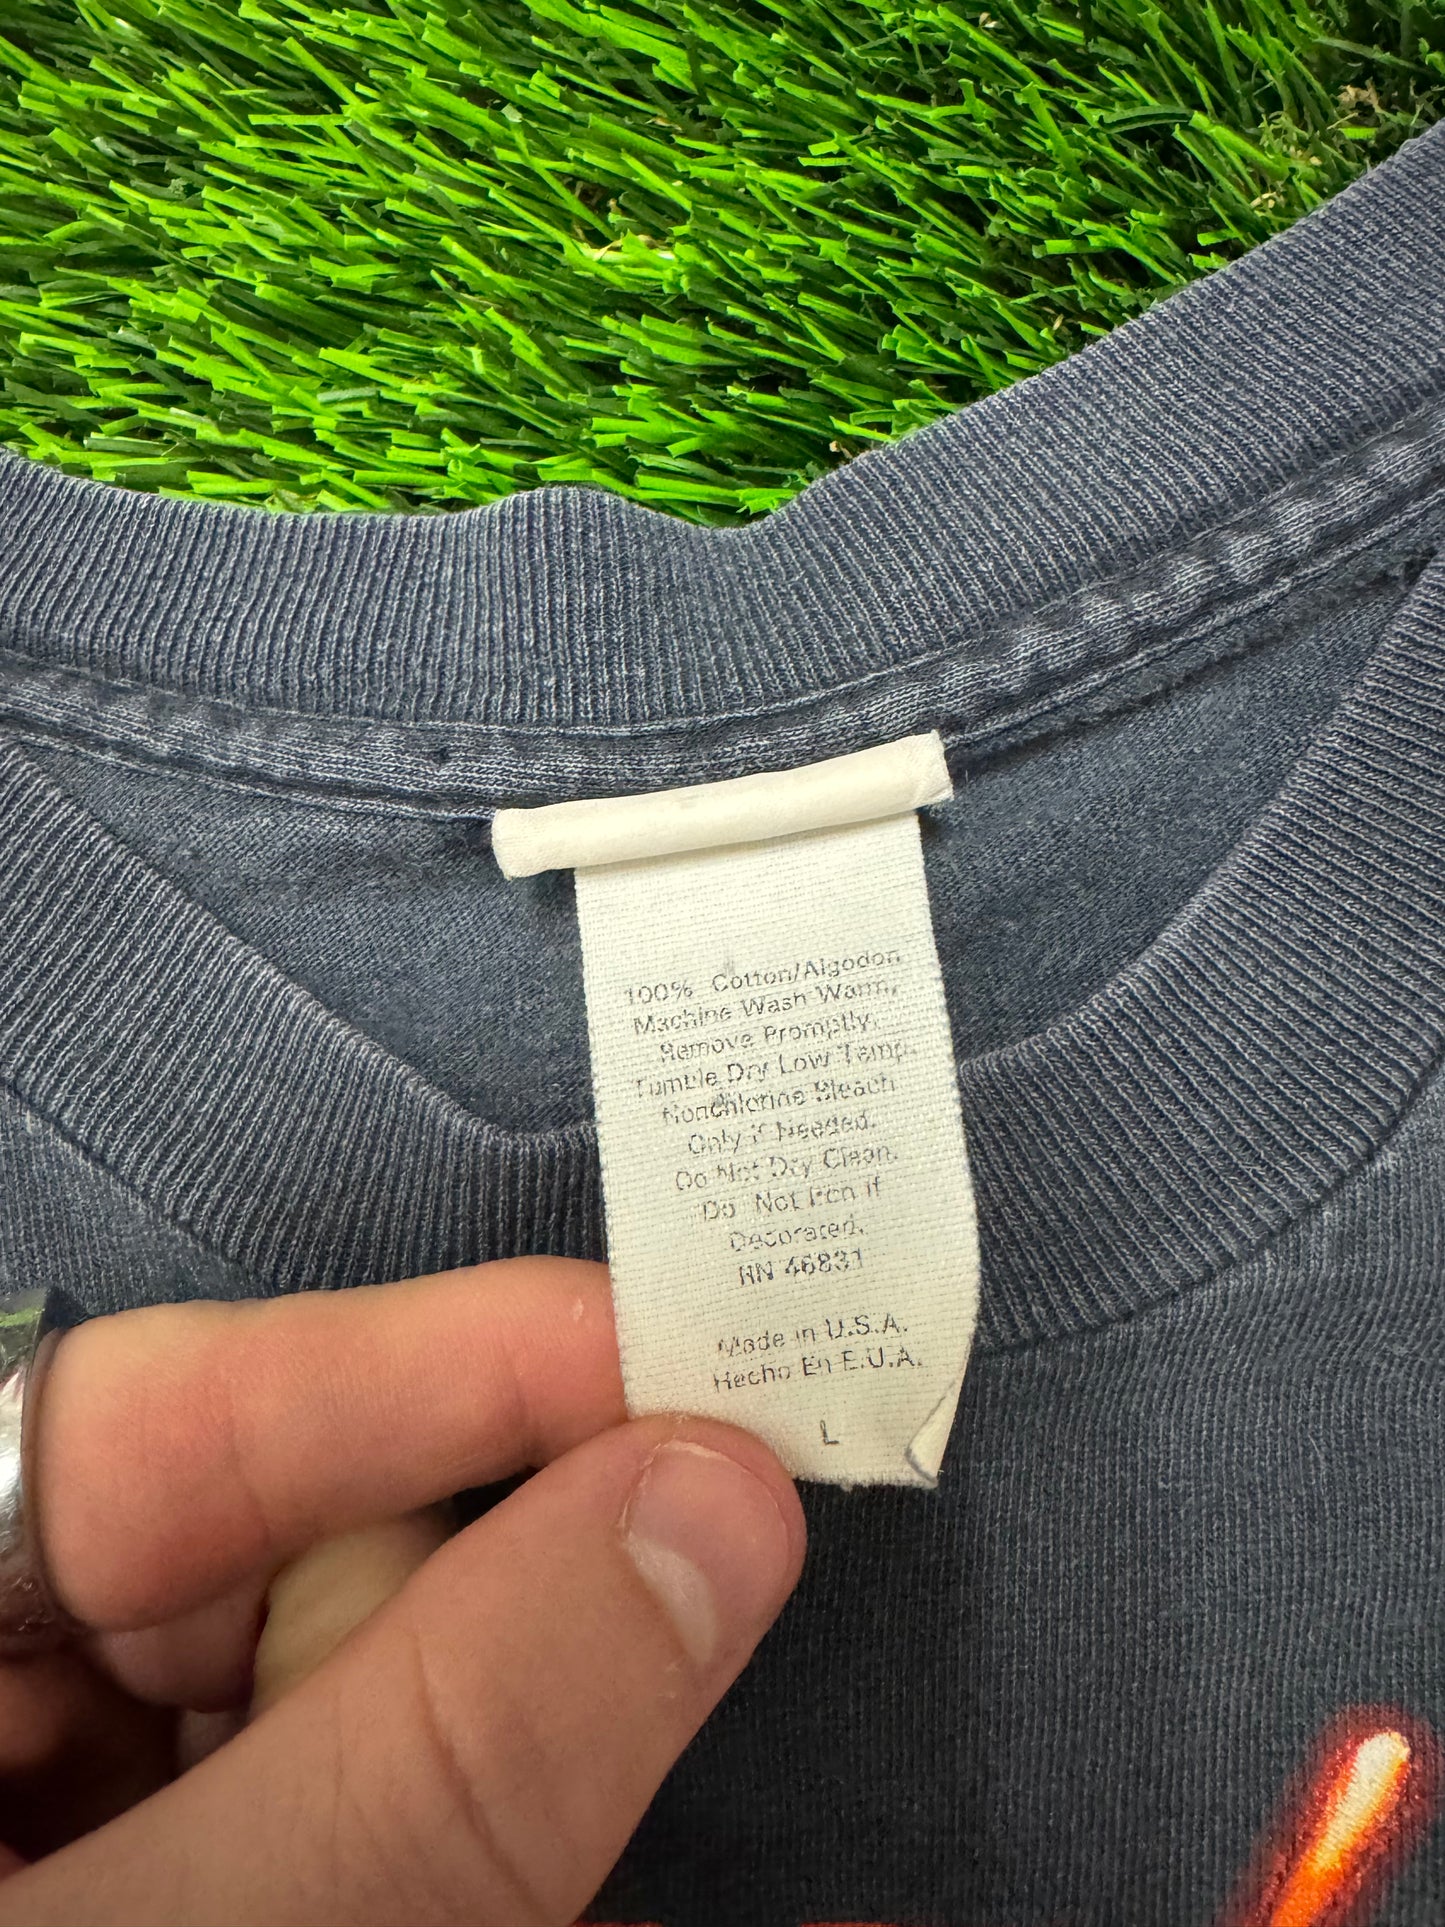 100% Cotton/Algodon
Machine Wash Warm,
Remove Promptly,
Tumble Dry Low Temp.
Nonchlorine Bleach
Only if Needed.
Do Not Dry Clean.
Do Not Iron if
Decorated.
RN 46831
Made in U.S.A.
Hecho En E.U.A.
L